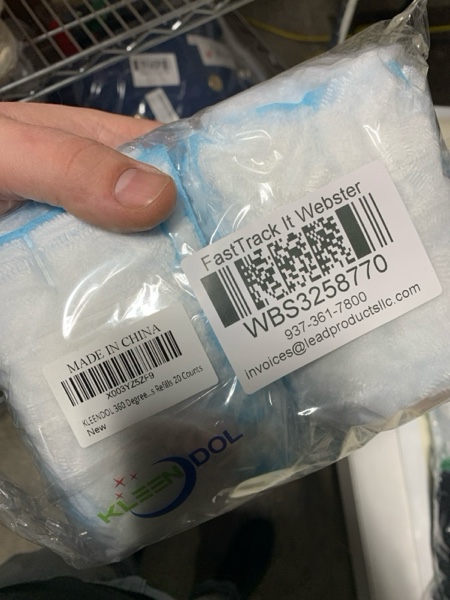 FastTrack It Webster
WBS3258770
937-361-7800
invoices@leadproductsllc.com
MADE IN CHINA
X003YZ5ZF9
KLEENDOL 360 Degree...s Refills 20 Counts
New
KLEENDOL